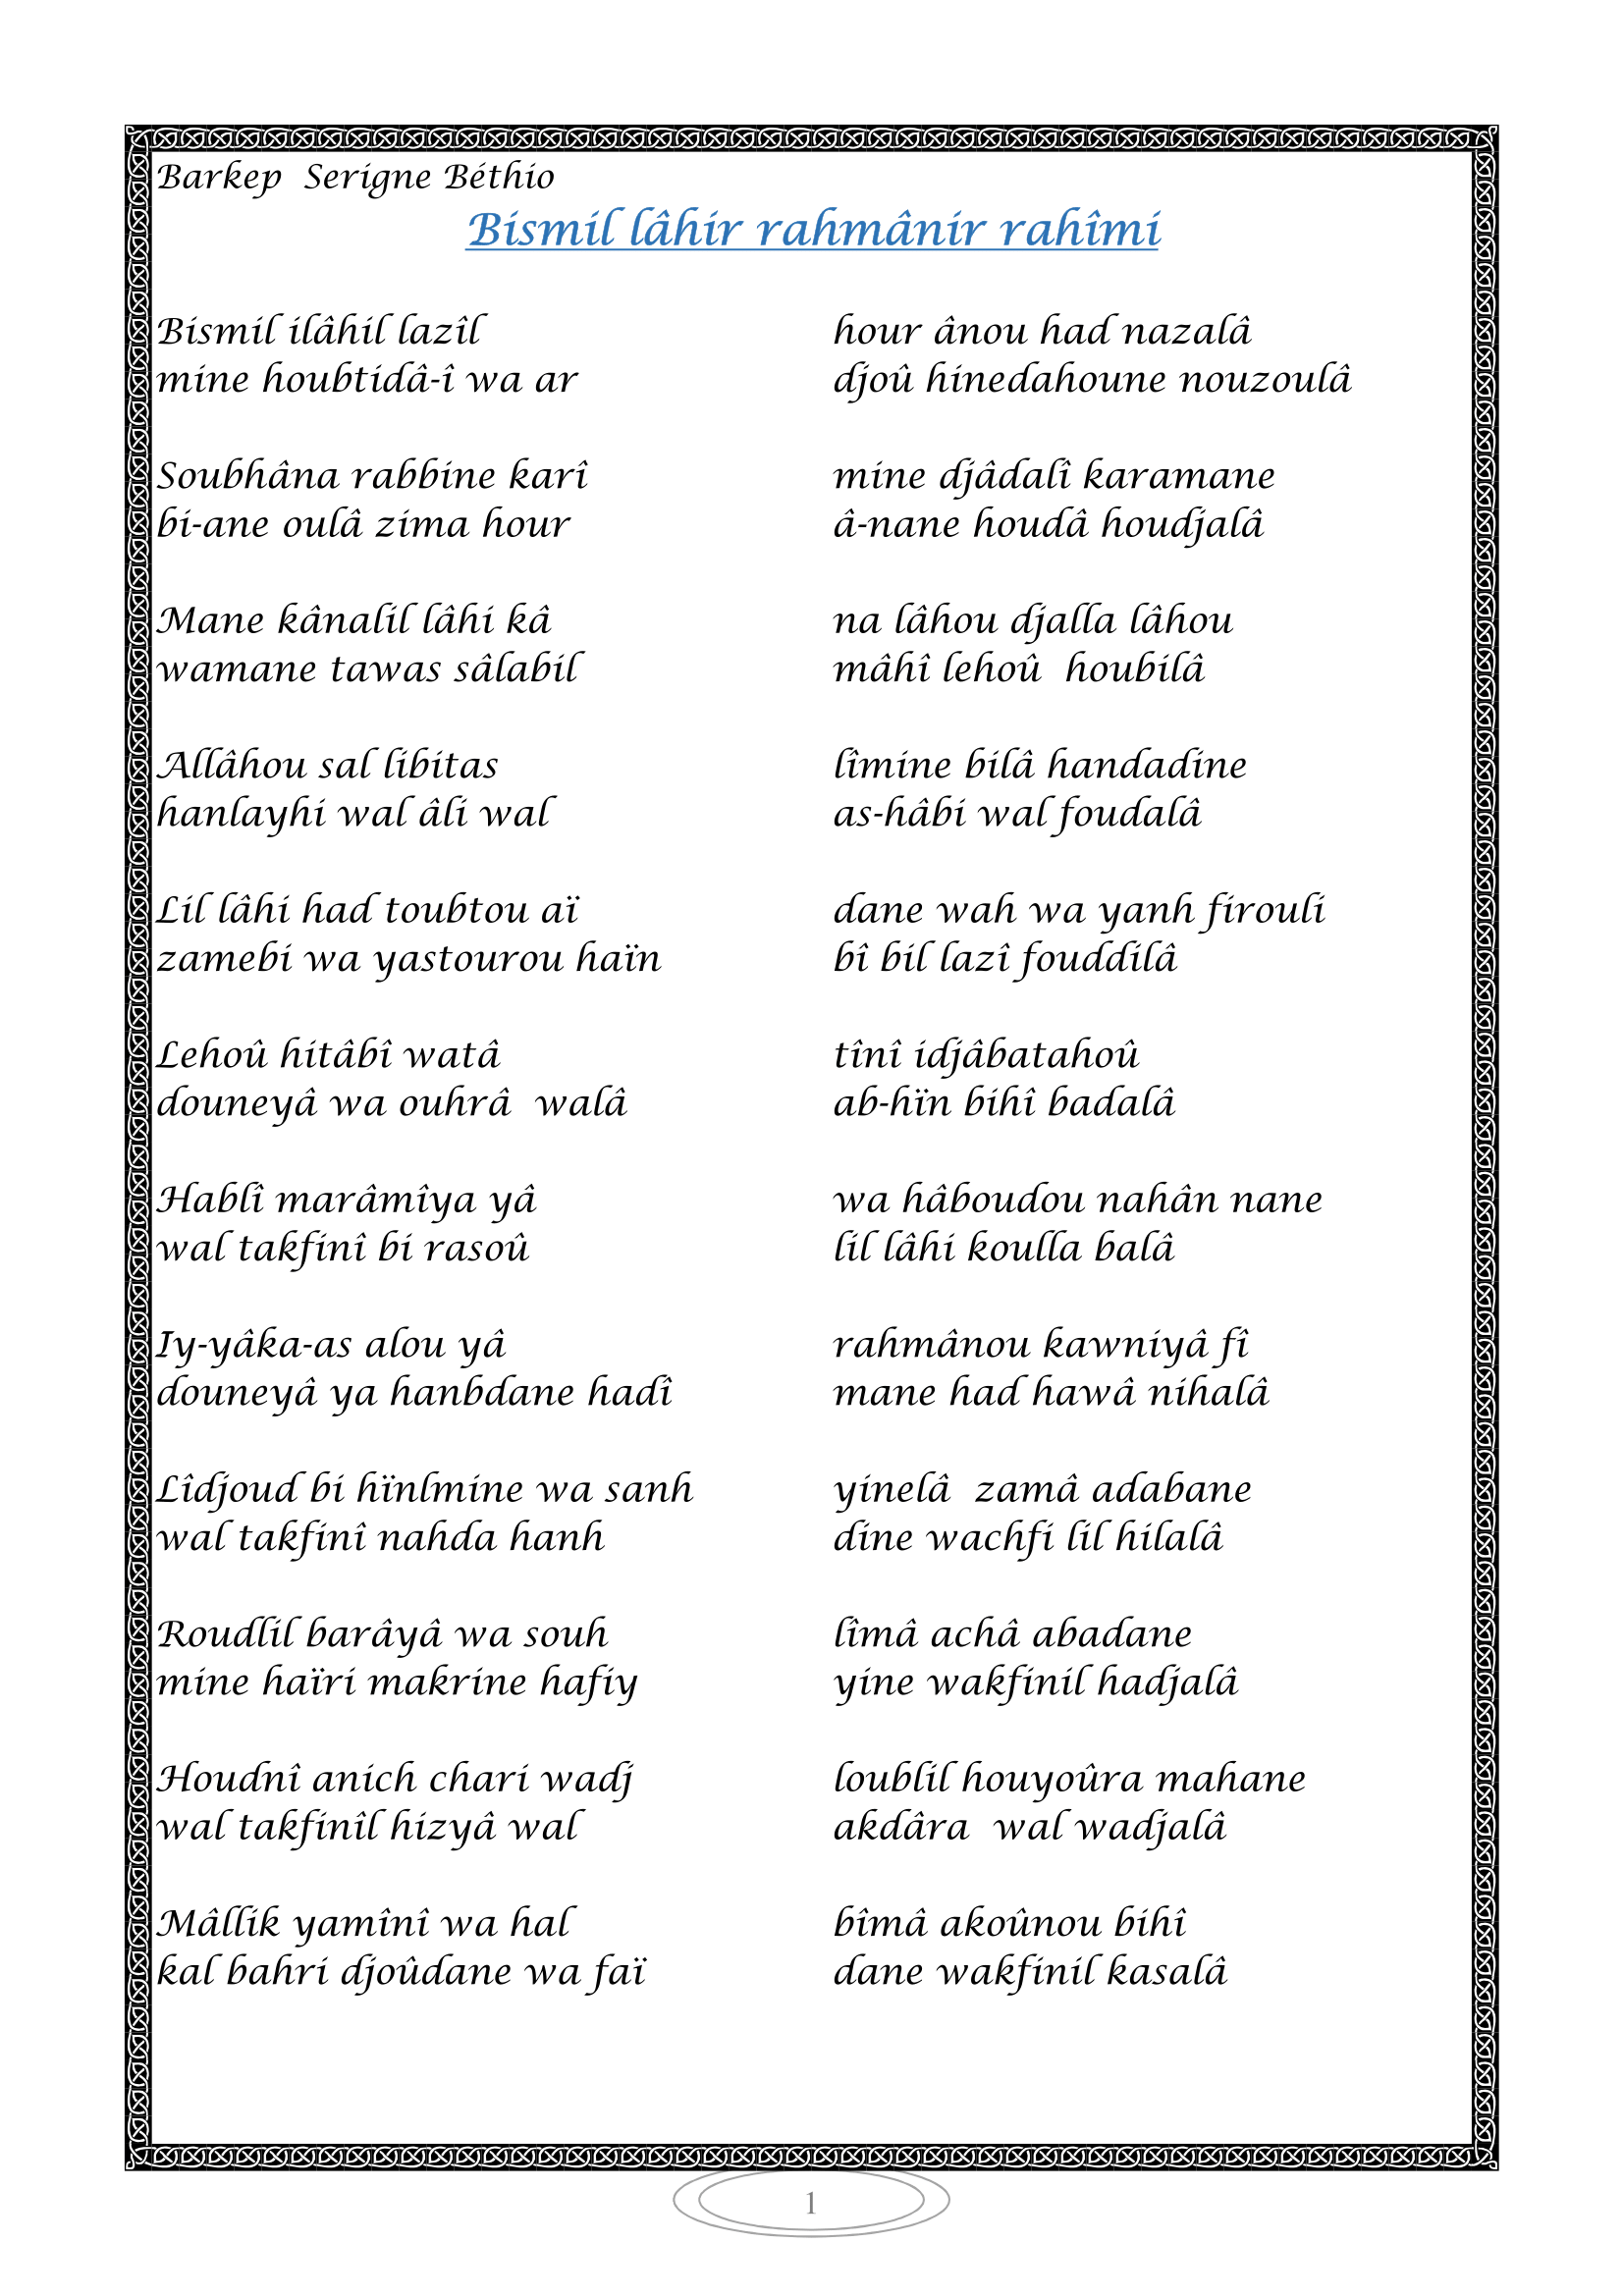 Barkep  Serigne Béthio
Bismil lâhir rahmânir rahîmi
Bismil ilâhil lazîl hour ânou had nazalâ
mine houbtidâ-î wa ar djoû hinedahoune nouzoulâ
Soubhâna rabbine karî mine djâdalî karamane
bi-ane oulâ zima hour â-nane houdâ houdjalâ
Mane kânalil lâhi kâ na lâhou djalla lâhou
wamane tawas sâlabil mâhî lehoû  houbilâ
Allâhou sal libitas lîmine bilâ handadine
hanlayhi wal âli wal as-hâbi wal foudalâ
Lil lâhi had toubtou aï dane wah wa yanh firouli
zamebi wa yastourou haïn bî bil lazî fouddilâ
Lehoû hitâbî watâ tînî idjâbatahoû
douneyâ wa ouhrâ  walâ ab-hïn bihî badalâ
Hablî marâmîya yâ wa hâboudou nahân nane
wal takfinî bi rasoû lil lâhi koulla balâ
Iy-yâka-as alou yâ rahmânou kawniyâ fî
douneyâ ya hanbdane hadî mane had hawâ nihalâ
Lîdjoud bi hïnlmine wa sanh yinelâ  zamâ adabane
wal takfinî nahda hanh dine wachfi lil hilalâ
Roudlil barâyâ wa souh lîmâ achâ abadane
mine haïri makrine hafiy yine wakfinil hadjalâ
Houdnî anich chari wadj loublil houyoûra mahane
wal takfinîl hizyâ wal akdâra  wal wadjalâ
Mâllik yamînî wa hal bîmâ akoûnou bihî
kal bahri djoûdane wa faï dane wakfinil kasalâ
1